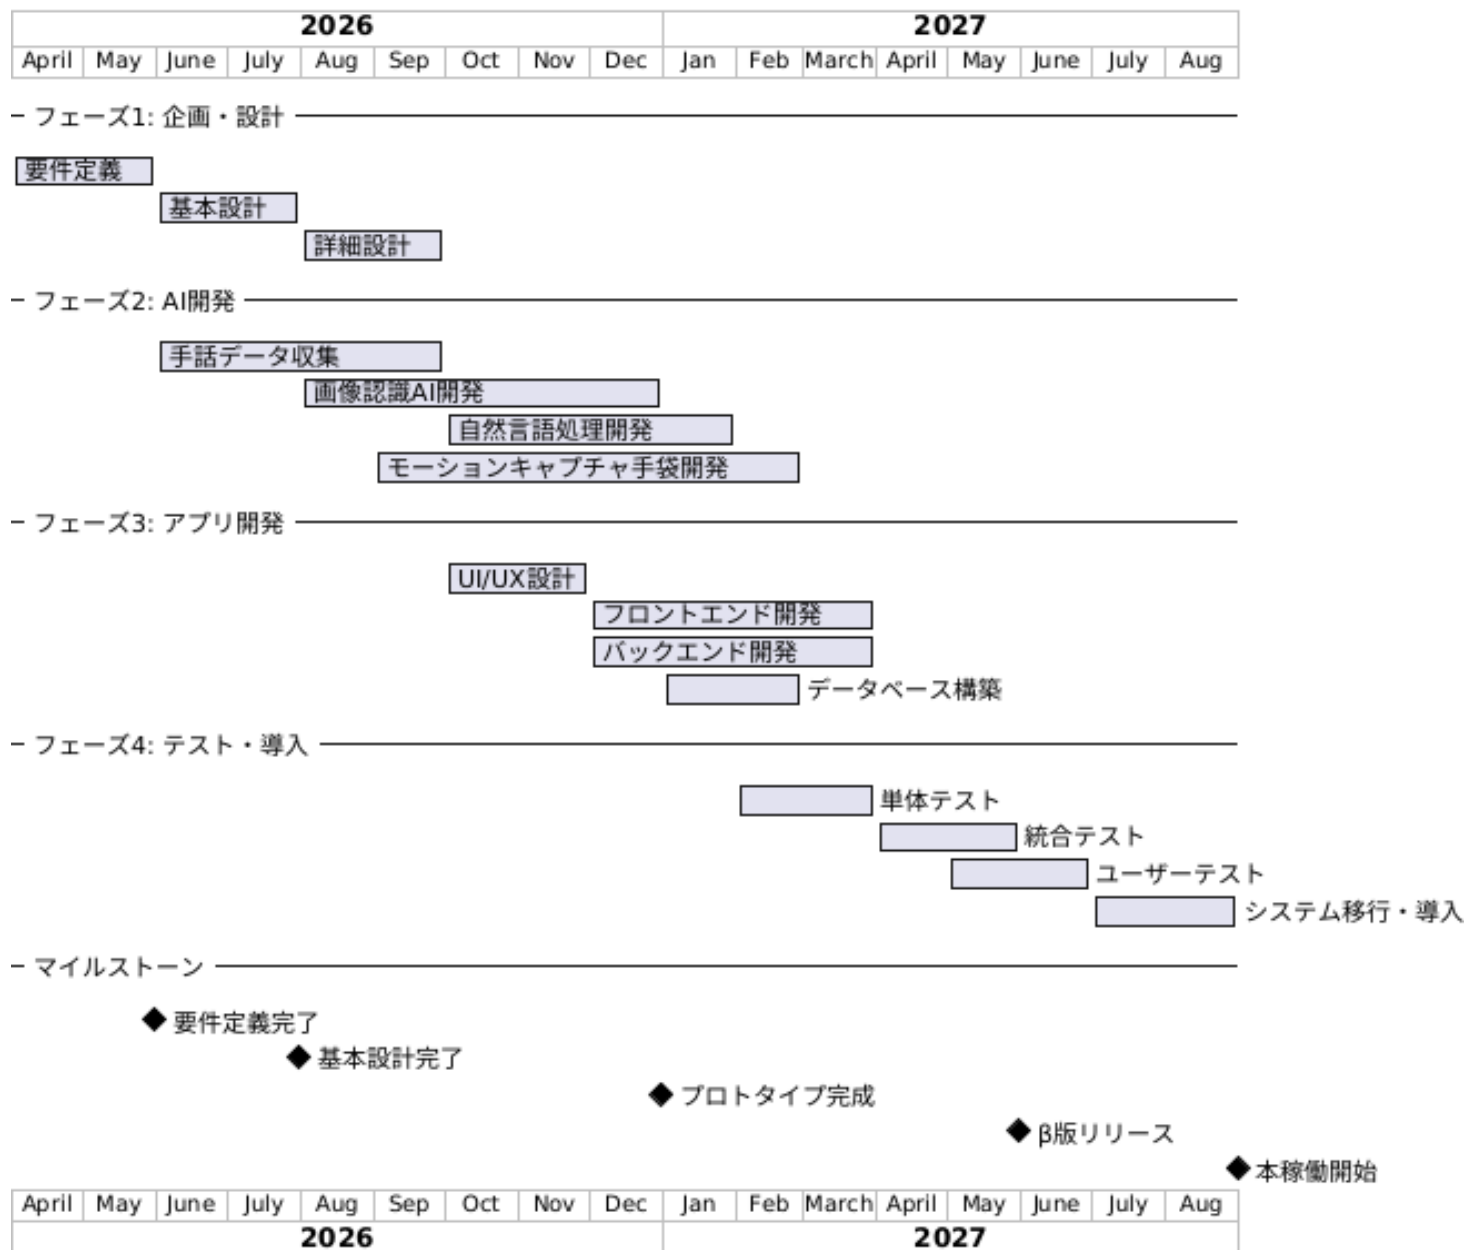 2026 2027
April May June July Aug Sep Oct Nov Dec Jan Feb March April May June July Aug
フェーズ1: 企画・設計
要件定義
基本設計
詳細設計
フェーズ2: AI開発
手話データ収集
画像認識AI開発
自然言語処理開発
モーションキャプチャ手袋開発
フェーズ3: アプリ開発
UI/UX設計
フロントエンド開発
バックエンド開発
データベース構築
フェーズ4: テスト・導入
単体テスト
統合テスト
ユーザーテスト
システム移行・導入
マイルストーン
要件定義完了
基本設計完了
プロトタイプ完成
β版リリース
本稼働開始
April May June July Aug Sep Oct Nov Dec Jan Feb March April May June July Aug
2026 2027